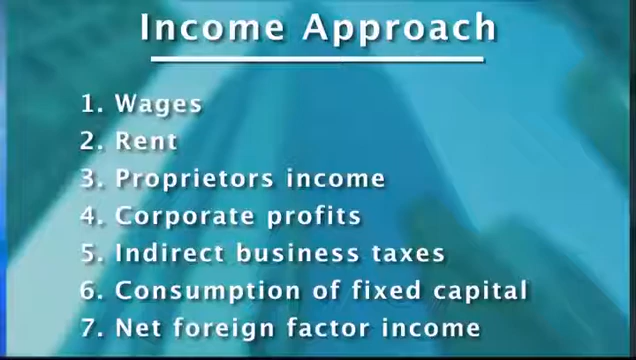 Income Approach
1. Wages
2. Rent
3. Proprietors income
4. Corporate profits
5. Indirect business taxes
6. Consumption of fixed capital
7. Net foreign factor income